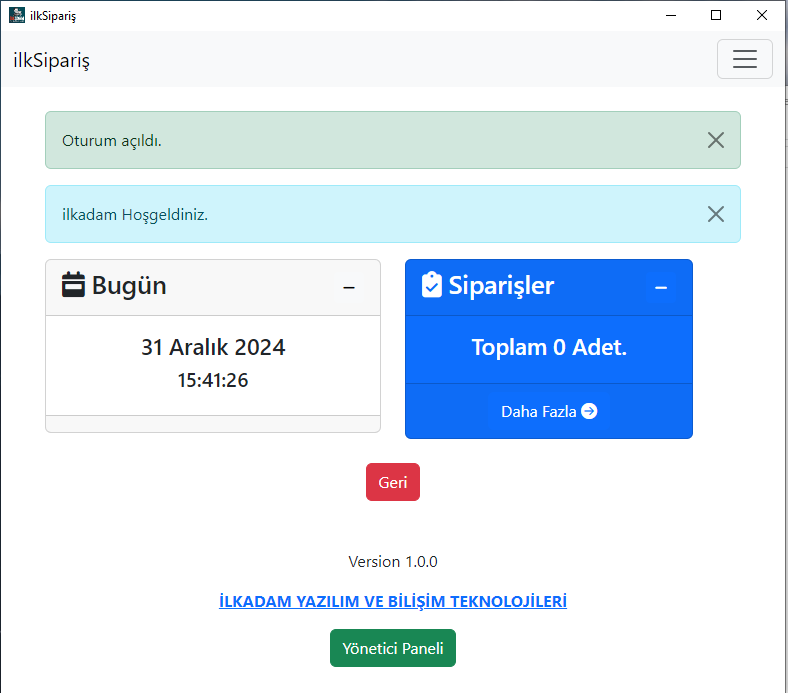 ilkSipariş
ilkSipariş
Oturum açıldı.
ilkadam Hoşgeldiniz.
Bugün
31 Aralık 2024
15:41:26
Siparişler
Toplam 0 Adet.
Daha Fazla
Geri
Version 1.0.0
İLKADAM YAZILIM VE BİLİŞİM TEKNOLOJİLERİ
Yönetici Paneli